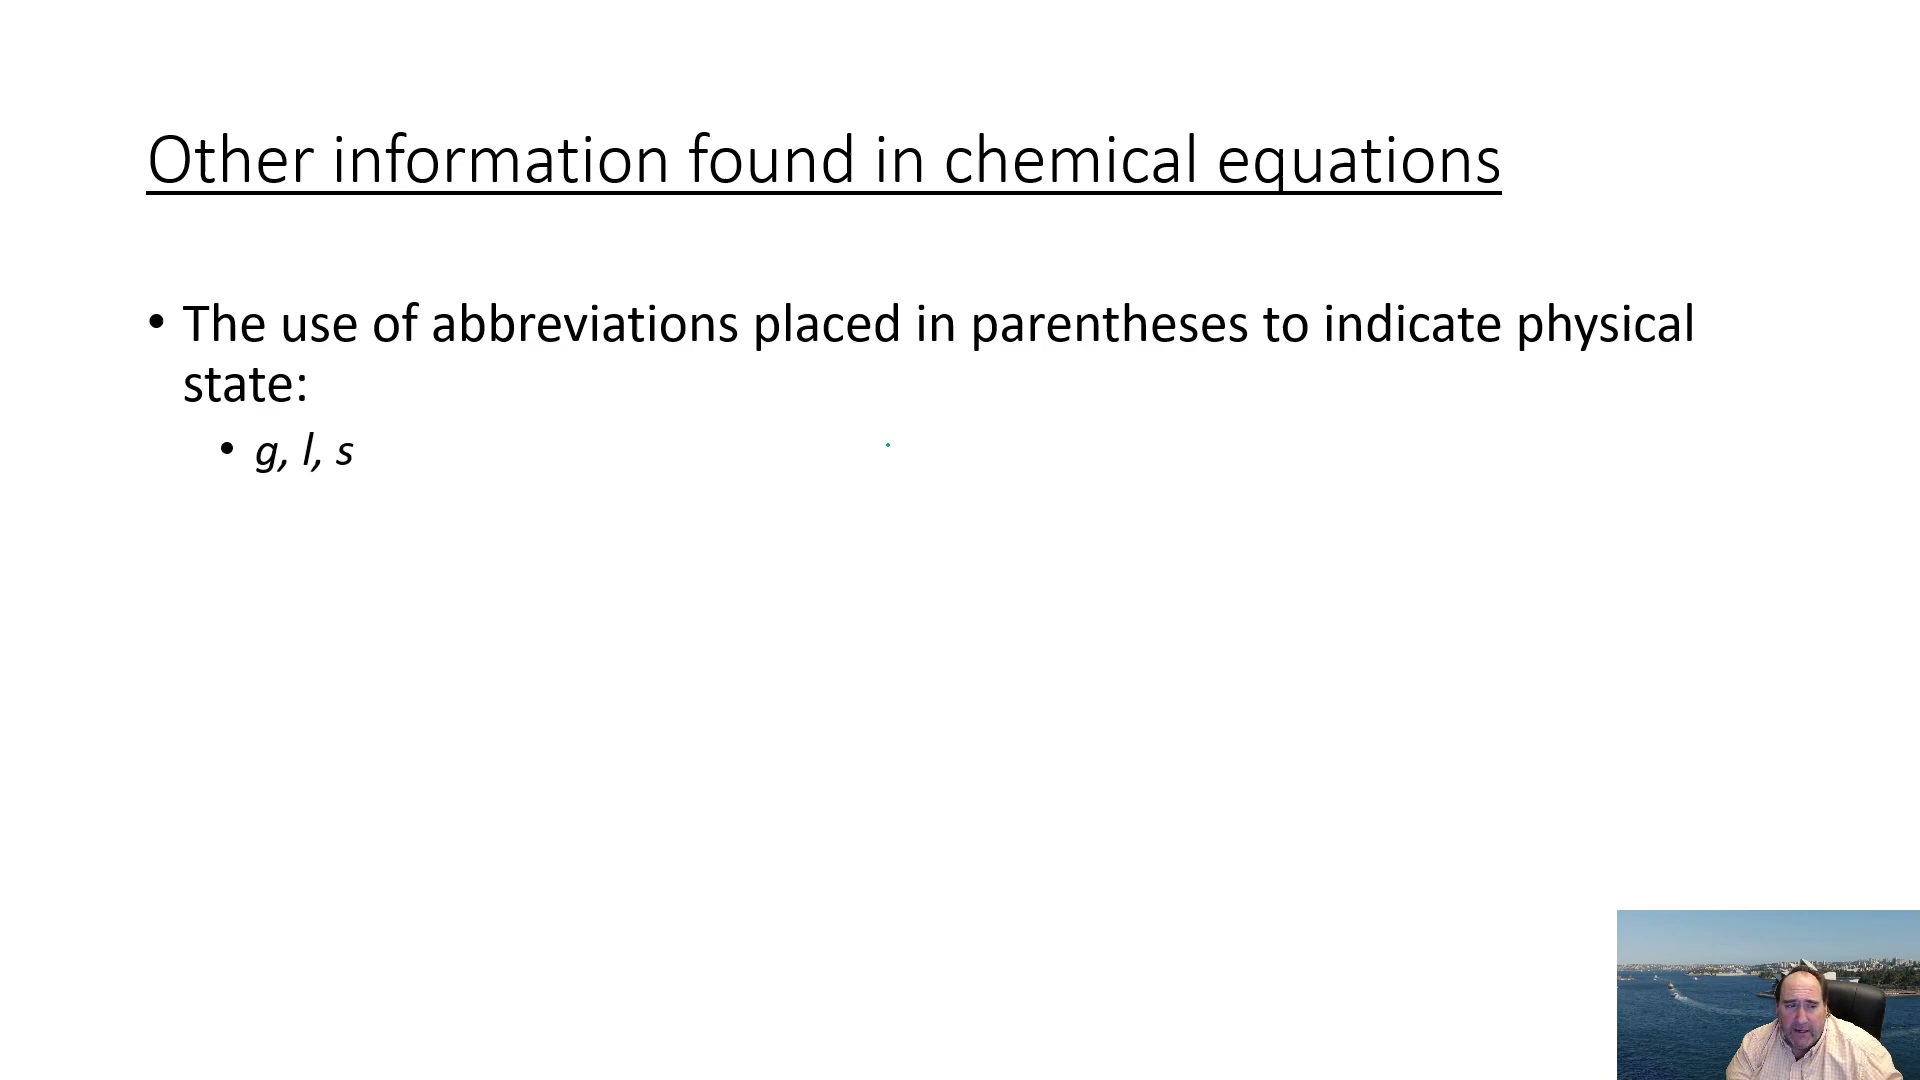 Other information found in chemical equations
• The use of abbreviations placed in parentheses to indicate physical
state:
• g, l, s